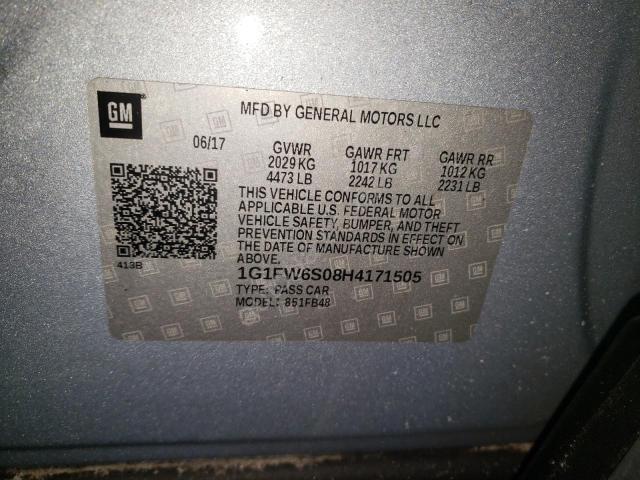 GM
MFD BY GENERAL MOTORS LLC
06/17
GVWR GAWR FRT GAWR RR
2029 KG 1017 KG 1012 KG
4473 LB 2242 LB 2231 LB
THIS VEHICLE CONFORMS TO ALL
APPLICABLE U.S. FEDERAL MOTOR
VEHICLE SAFETY, BUMPER, AND THEFT
PREVENTION STANDARDS IN EFFECT ON
THE DATE OF MANUFACTURE SHOWN
ABOVE.
413B
1G1FW6S08H4171505
TYPE: PASS CAR
MODEL: 851FB48